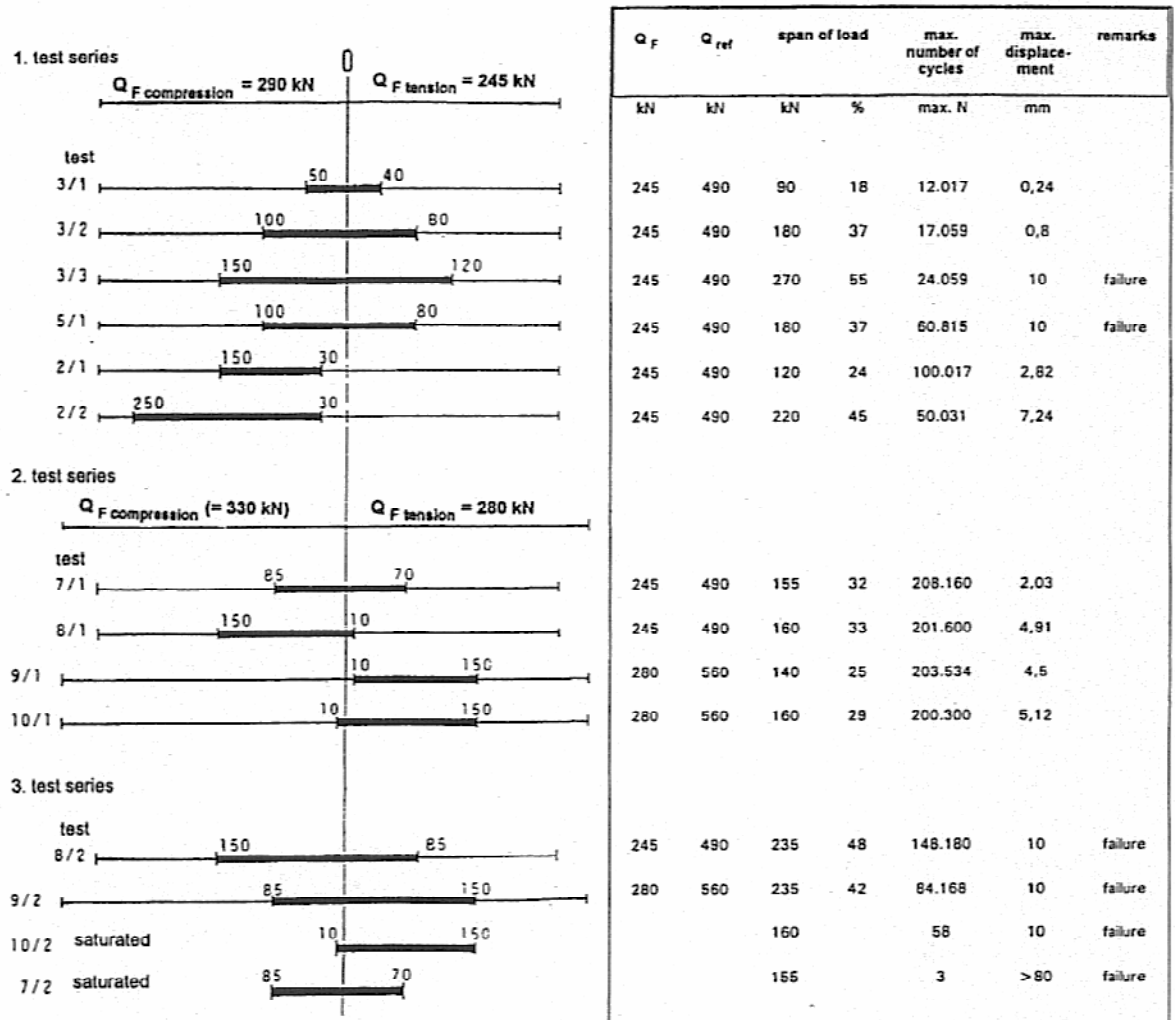 Q F Q ref span of load max. number of cycles max. displace- ment remarks
kN kN kN % max. N mm
1. test series
0
Q F compression = 290 kN Q F tension = 245 kN
test
3/1 50 40 245 490 90 18 12.017 0,24
3/2 100 80 245 490 180 37 17.059 0,8
3/3 150 120 245 490 270 55 24.059 10 failure
5/1 100 80 245 490 180 37 60.815 10 failure
2/1 150 30 245 490 120 24 100.017 2,82
2/2 250 30 245 490 220 45 50.031 7,24
2. test series
Q F compression (= 330 kN) Q F tension = 280 kN
test
7/1 85 70 245 490 155 32 208.160 2,03
8/1 150 10 245 490 160 33 201.600 4,91
9/1 10 150 280 560 140 25 203.534 4,5
10/1 10 150 280 560 160 29 200.300 5,12
3. test series
test
8/2 150 85 245 490 235 48 148.180 10 failure
9/2 85 150 280 560 235 42 84.168 10 failure
10/2 saturated 10 150 160 58 10 failure
7/2 saturated 85 70 155 3 >80 failure